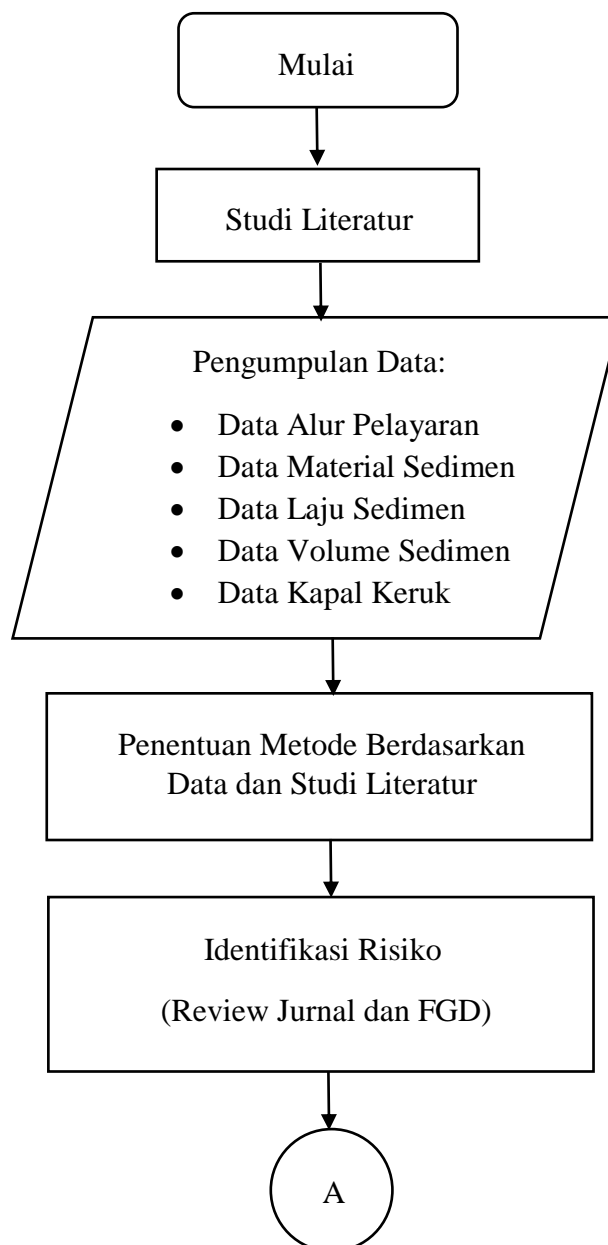 Mulai
Studi Literatur
Pengumpulan Data:
• Data Alur Pelayaran
• Data Material Sedimen
• Data Laju Sedimen
• Data Volume Sedimen
• Data Kapal Keruk
Penentuan Metode Berdasarkan
Data dan Studi Literatur
Identifikasi Risiko
(Review Jurnal dan FGD)
A